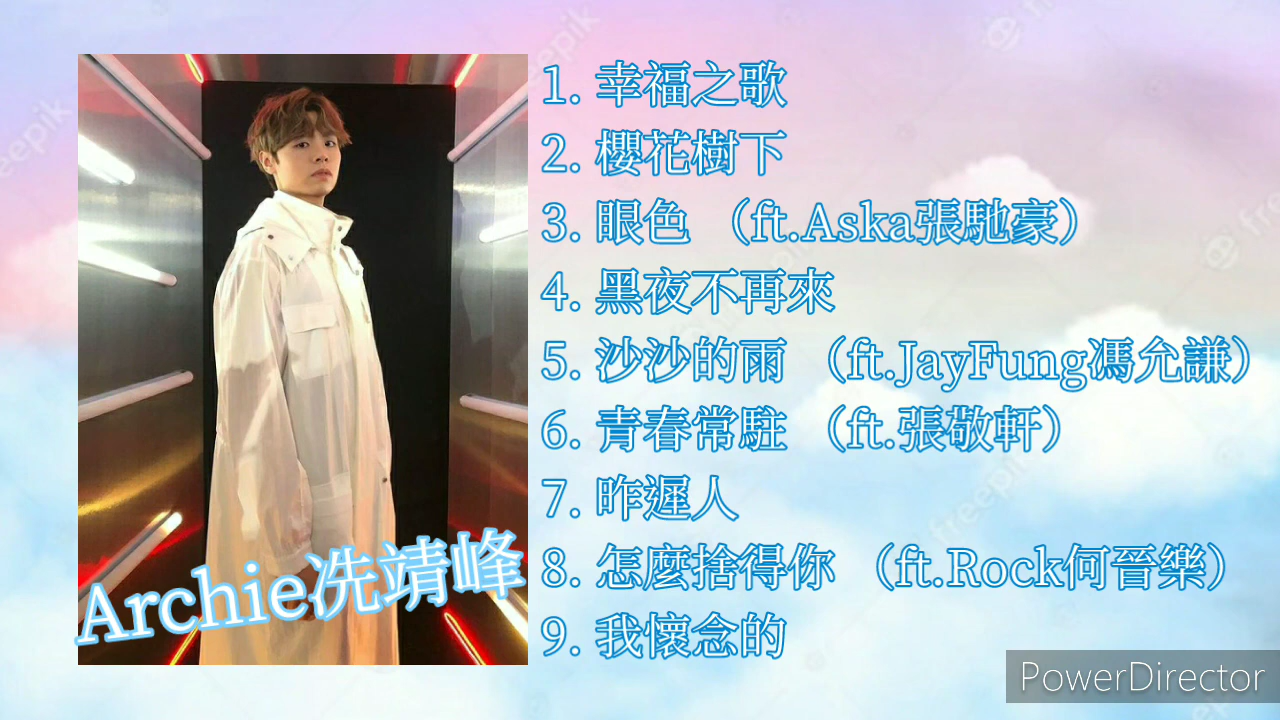 1. 幸福之歌
2. 櫻花樹下
3. 眼色 （ft.Aska張馳豪）
4. 黑夜不再來
5. 沙沙的雨 （ft.JayFung馮允謙）
6. 青春常駐 （ft.張敬軒）
7. 昨遲人
8. 怎麼捨得你 （ft.Rock何晉樂）
9. 我懷念的
Archie冼靖峰
PowerDirector
freepik